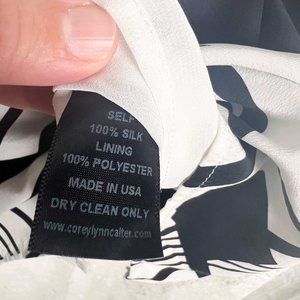 SELF
100% SILK
LINING
100% POLYESTER
MADE IN USA
DRY CLEAN ONLY
www.coreylynncalter.com